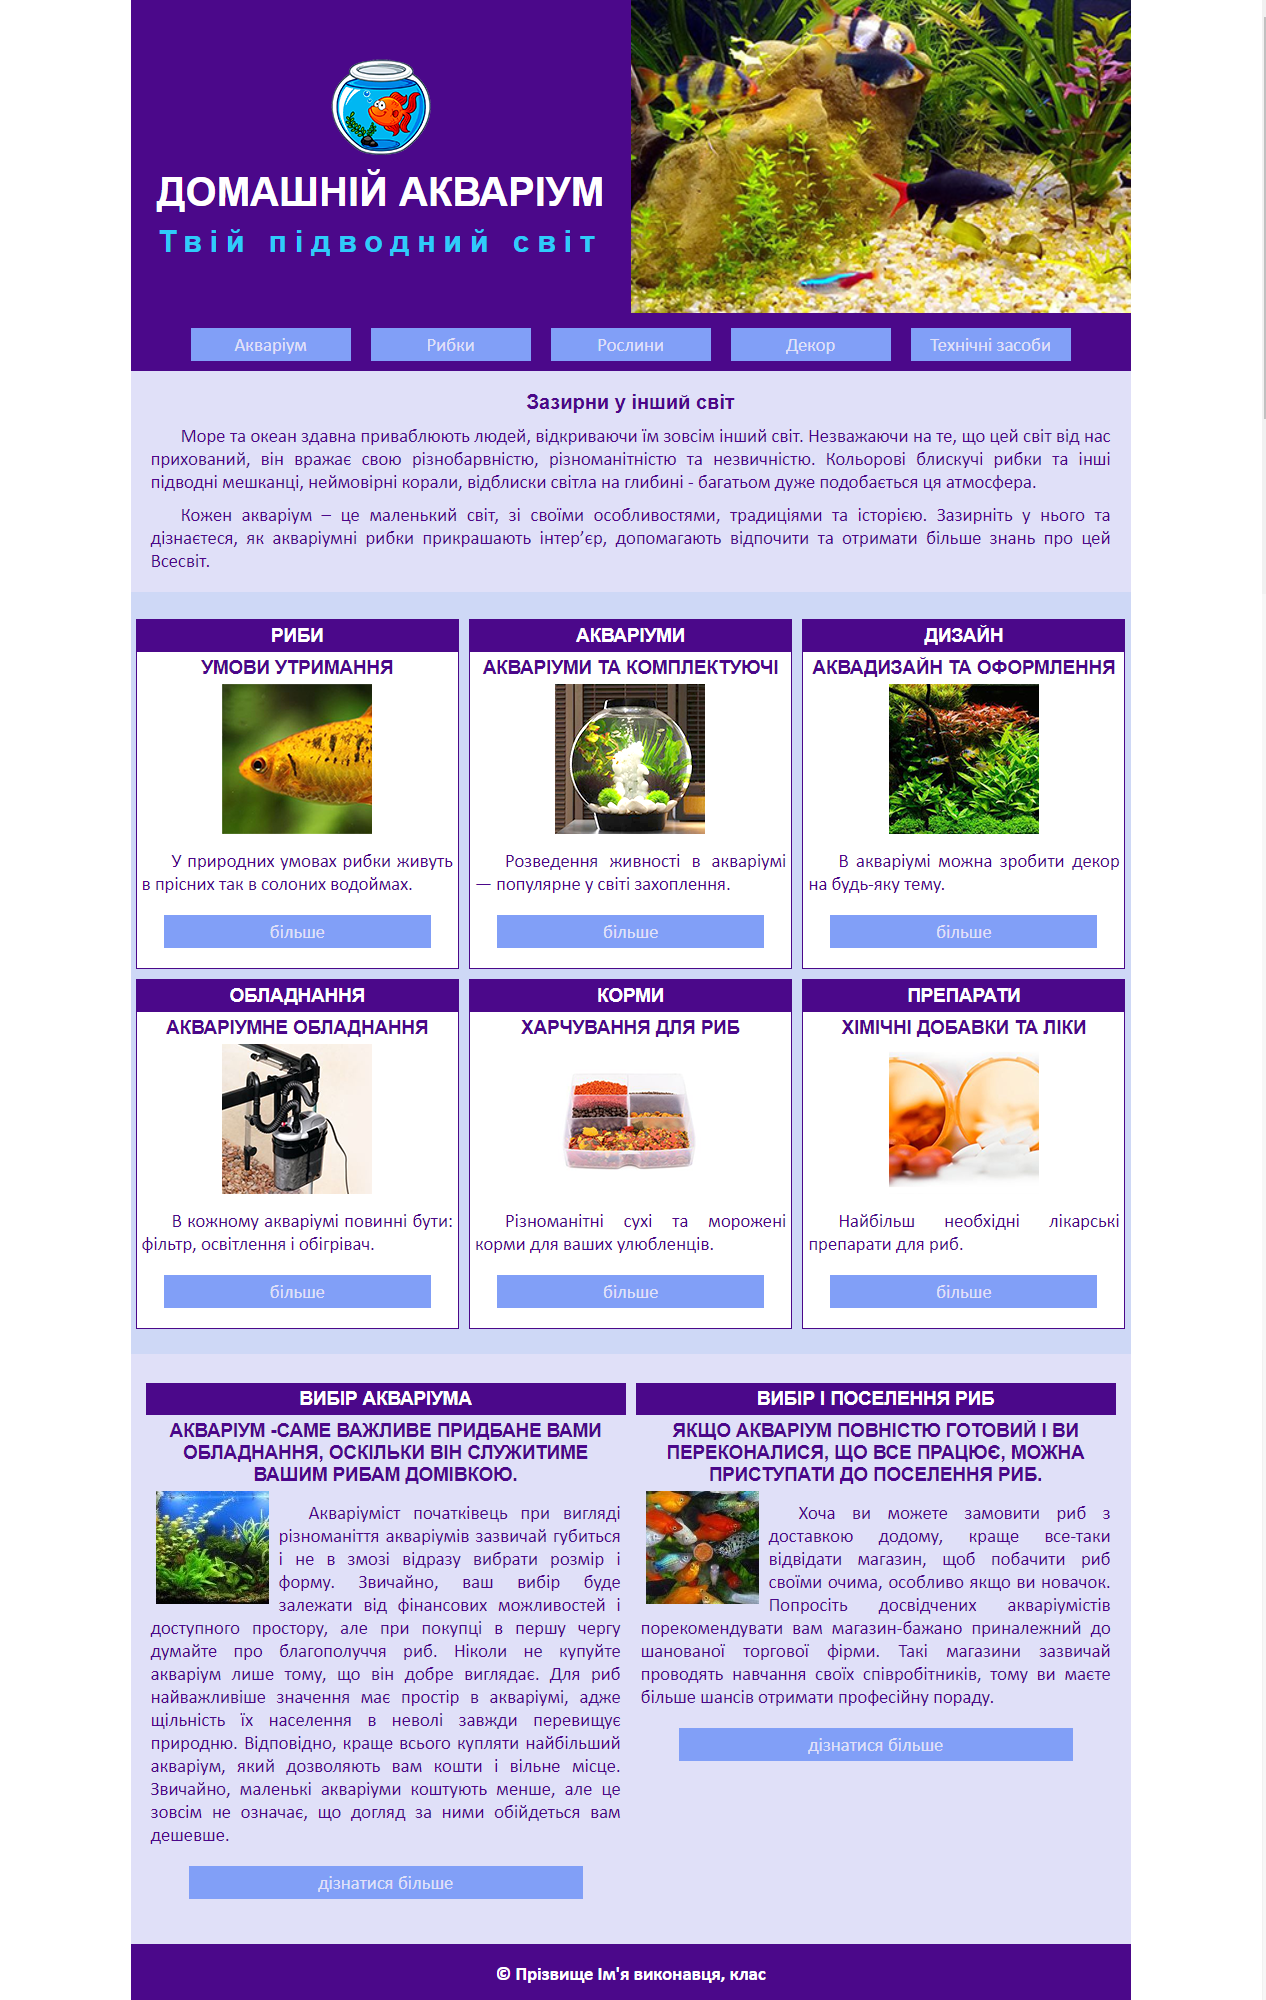 ДОМАШНІЙ АКВАРІУМ
Твій підводний світ
Акваріум
Рибки
Рослини
Декор
Технічні засоби
Зазирни у інший світ
Море та океан здавна приваблюють людей, відкриваючи їм зовсім інший світ. Незважаючи на те, що цей світ від нас
прихований, він вражає свою різнобарвністю, різноманітністю та незвичністю. Кольорові блискучі рибки та інші
підводні мешканці, неймовірні корали, відблиски світла на глибині - багатьом дуже подобається ця атмосфера.
Кожен акваріум – це маленький світ, зі своїми особливостями, традиціями та історією. Зазирніть у нього та
дізнаєтеся, як акваріумні рибки прикрашають інтер’єр, допомагають відпочити та отримати більше знань про цей
Всесвіт.
РИБИ
УМОВИ УТРИМАННЯ
У природних умовах рибки живуть
в прісних так в солоних водоймах.
більше
АКВАРІУМИ
АКВАРІУМИ ТА КОМПЛЕКТУЮЧІ
Розведення живності в акваріумі
— популярне у світі захоплення.
більше
ДИЗАЙН
АКВАДИЗАЙН ТА ОФОРМЛЕННЯ
В акваріумі можна зробити декор
на будь-яку тему.
більше
ОБЛАДНАННЯ
АКВАРІУМНЕ ОБЛАДНАННЯ
В кожному акваріумі повинні бути:
фільтр, освітлення і обігрівач.
більше
КОРМИ
ХАРЧУВАННЯ ДЛЯ РИБ
Різноманітні сухі та морожені
корми для ваших улюбленців.
більше
ПРЕПАРАТИ
ХІМІЧНІ ДОБАВКИ ТА ЛІКИ
Найбільш необхідні лікарські
препарати для риб.
більше
ВИБІР АКВАРІУМА
АКВАРІУМ -САМЕ ВАЖЛИВЕ ПРИДБАНЕ ВАМИ
ОБЛАДНАННЯ, ОСКІЛЬКИ ВІН СЛУЖИТИМЕ
ВАШИМ РИБАМ ДОМІВКОЮ.
Акваріуміст початківець при вигляді
різноманіття акваріумів зазвичай губиться
і не в змозі відразу вибрати розмір і
форму. Звичайно, ваш вибір буде
залежати від фінансових можливостей і
доступного простору, але при покупці в першу чергу
думайте про благополуччя риб. Ніколи не купуйте
акваріум лише тому, що він добре виглядає. Для риб
найважливіше значення має простір в акваріумі, адже
щільність їх населення в неволі завжди перевищує
природню. Відповідно, краще всього купляти найбільший
акваріум, який дозволяють вам кошти і вільне місце.
Звичайно, маленькі акваріуми коштують менше, але це
зовсім не означає, що догляд за ними обійдеться вам
дешевше.
дізнатися більше
ВИБІР І ПОСЕЛЕННЯ РИБ
ЯКЩО АКВАРІУМ ПОВНІСТЮ ГОТОВИЙ І ВИ
ПЕРЕКОНАЛИСЯ, ЩО ВСЕ ПРАЦЮЄ, МОЖНА
ПРИСТУПАТИ ДО ПОСЕЛЕННЯ РИБ.
Хоча ви можете замовити риб з
доставкою додому, краще все-таки
відвідати магазин, щоб побачити риб
своїми очима, особливо якщо ви новачок.
Попросіть досвідчених акваріумістів
порекомендувати вам магазин-бажано приналежний до
шанованої торгової фірми. Такі магазини зазвичай
проводять навчання своїх співробітників, тому ви маєте
більше шансів отримати професійну пораду.
дізнатися більше
© Прізвище Ім'я виконавця, клас